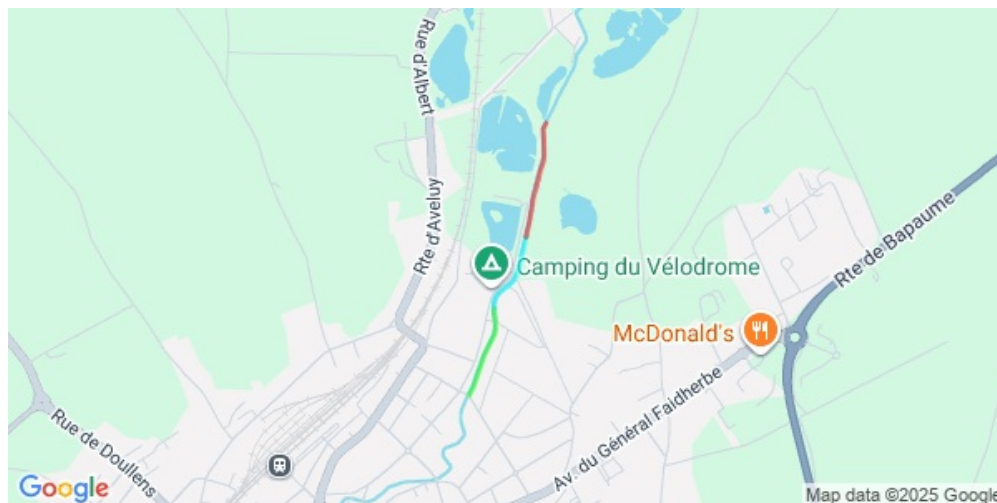 Rue d'Albert
Rte d'Aveluy
Rte de Bapaume
Camping du Vélodrome
McDonald's
Av. du Général Faidherbe
Rue de Doullens
Google
Map data ©2025 Google